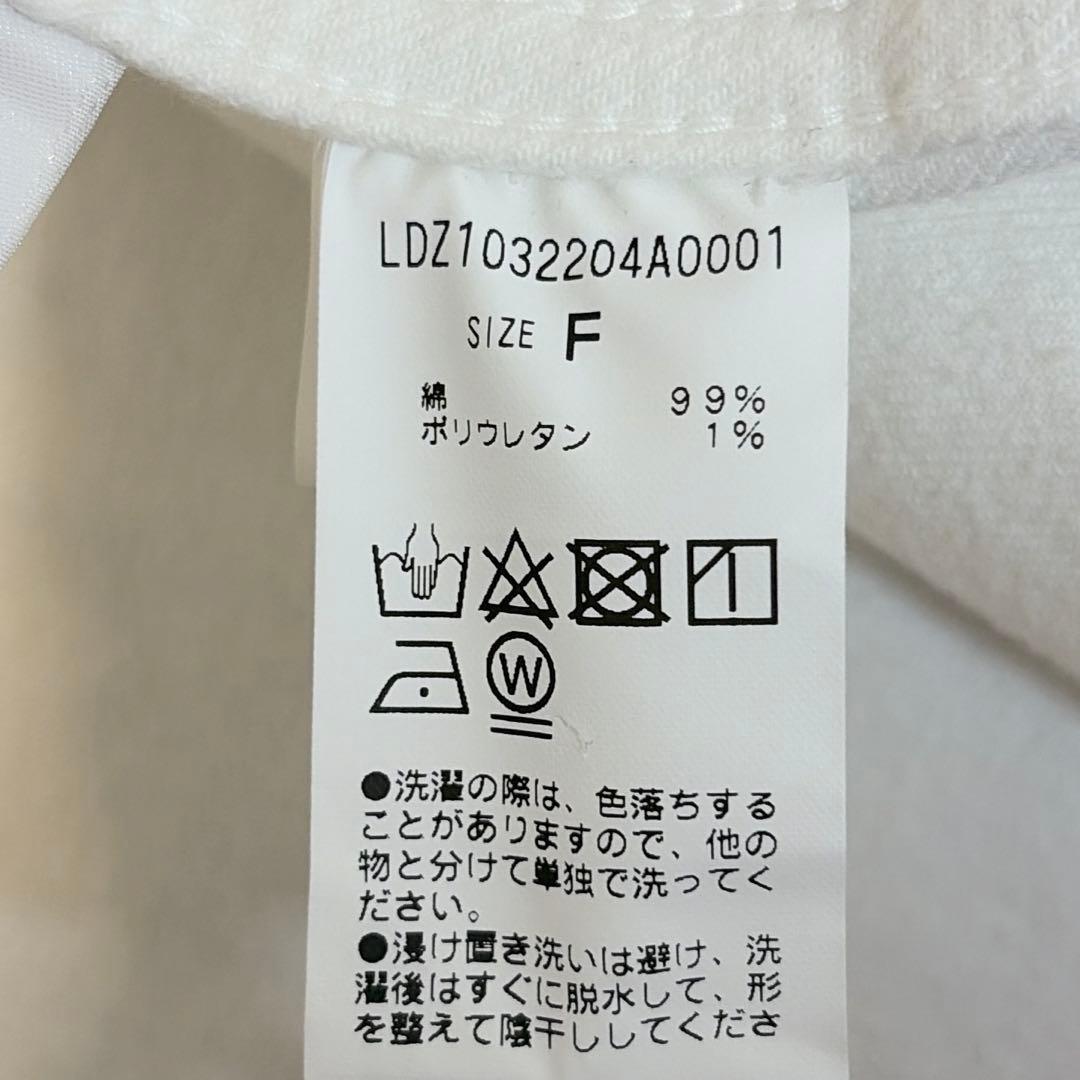 LDZ1032204A0001
SIZE F
綿 99%
ポリウレタン 1%
W
●洗濯の際は、色落ちする
ことがありますので、他の
物と分けて単独で洗ってく
ださい。
●浸け置き洗いは避け、洗
濯後はすぐに脱水して、形
を整えて陰干ししてくださ